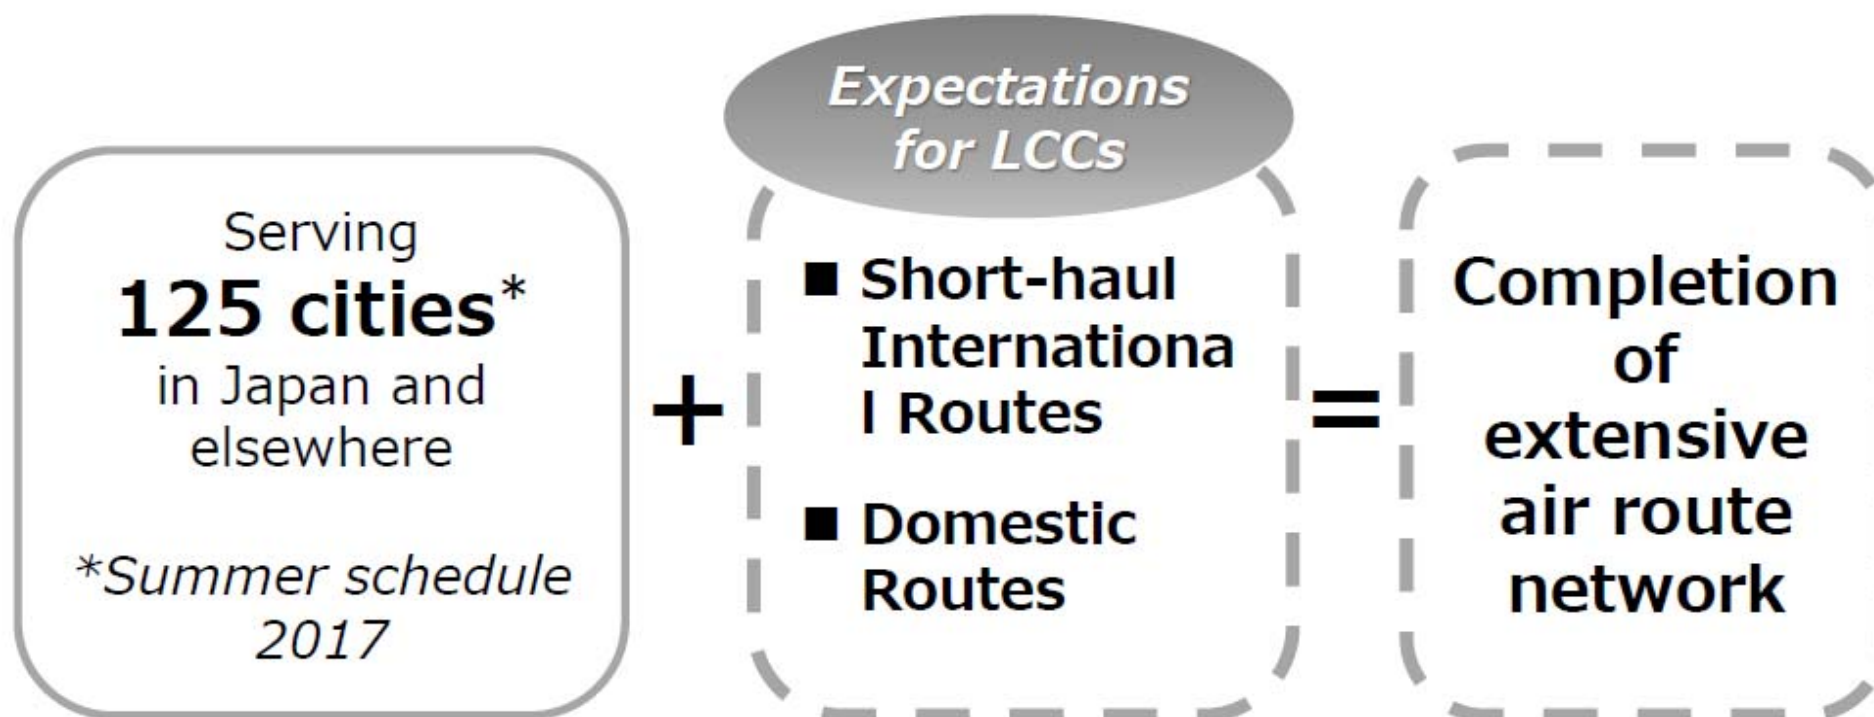 Expectations
for LCCs
Serving
125 cities*
in Japan and
elsewhere
*Summer schedule
2017
+
■ Short-haul
Internationa
l Routes
■ Domestic
Routes
=
Completion
of
extensive
air route
network